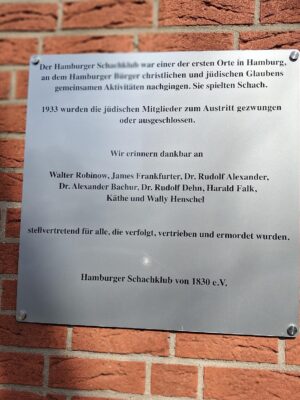 Der Hamburger Schachklub war einer der ersten Orte in Hamburg,
an dem Hamburger Bürger christlichen und jüdischen Glaubens
gemeinsamen Aktivitäten nachgingen. Sie spielten Schach.
1933 wurden die jüdischen Mitglieder zum Austritt gezwungen
oder ausgeschlossen.
Wir erinnern dankbar an
Walter Robinow, James Frankfurter, Dr. Rudolf Alexander,
Dr. Alexander Bachur, Dr. Rudolf Dehn, Harald Falk,
Käthe und Wally Henschel
stellvertretend für alle, die verfolgt, vertrieben und ermordet wurden.
Hamburger Schachklub von 1830 e.V.